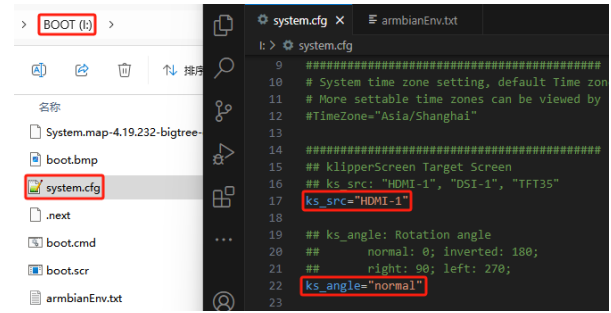 BOOT (I:)
排序
名称
System.map-4.19.232-bigtree-
boot.bmp
system.cfg
.next
boot.cmd
boot.scr
armbianEnv.txt
system.cfg
armbianEnv.txt
I: > system.cfg
9 ##########################################
10 # System time zone setting, default Time zon
11 # More settable time zones can be viewed by
12 #TimeZone="Asia/Shanghai"
13
14 ##########################################
15 ## klipperScreen Target Screen
16 ## ks_src: "HDMI-1", "DSI-1", "TFT35"
17 ks_src="HDMI-1"
18
19 ## ks_angle: Rotation angle
20 ## normal: 0; inverted: 180;
21 ## right: 90; left: 270;
22 ks_angle="normal"
23